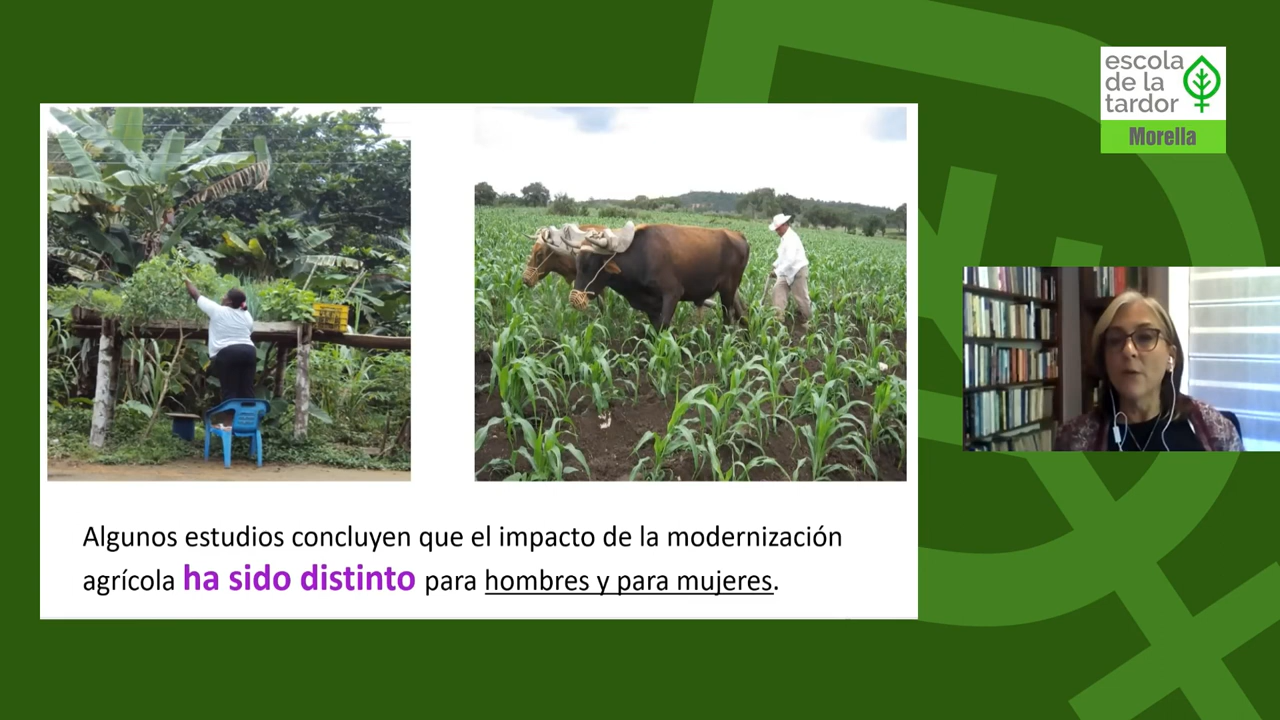 escola
de la
tardor
Morella
Algunos estudios concluyen que el impacto de la modernización
agrícola ha sido distinto para hombres y para mujeres.